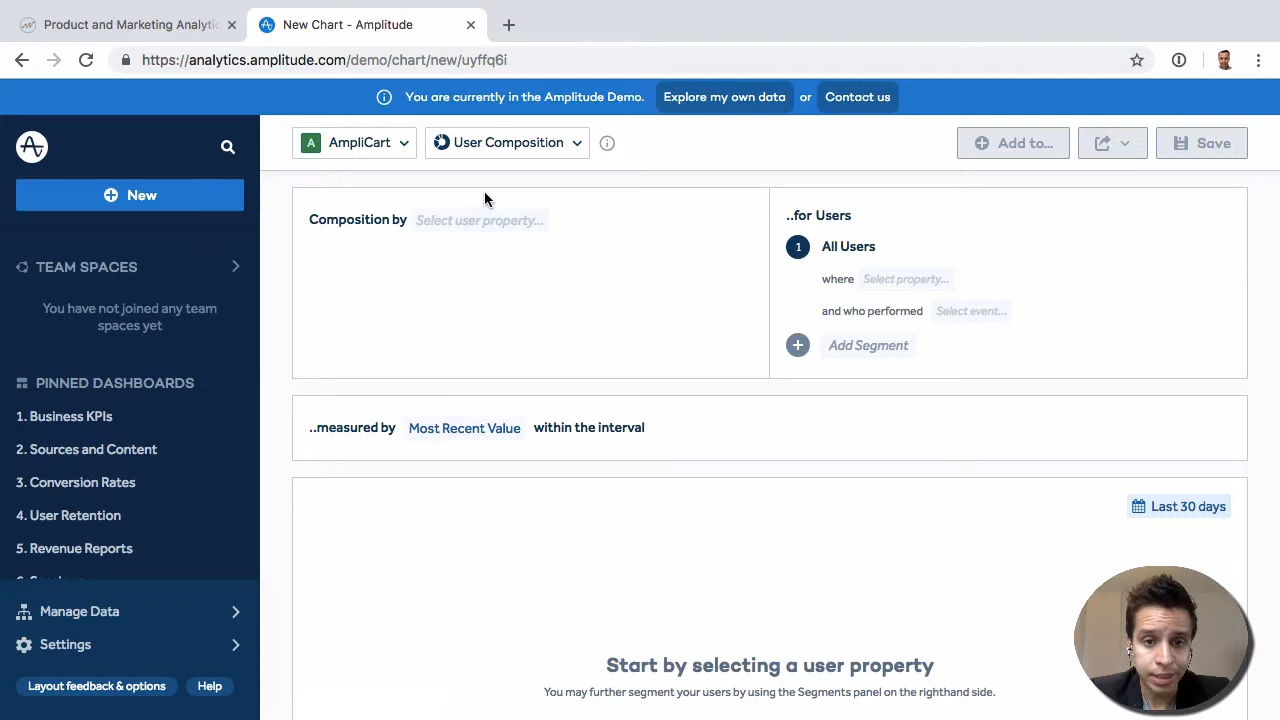 Product and Marketing Analytic
New Chart - Amplitude
https://analytics.amplitude.com/demo/chart/new/uyffq6i
You are currently in the Amplitude Demo. Explore my own data or Contact us
A AmpliCart
User Composition
Add to...
Save
New
TEAM SPACES
You have not joined any team
spaces yet
PINNED DASHBOARDS
1. Business KPIs
2. Sources and Content
3. Conversion Rates
4. User Retention
5. Revenue Reports
Manage Data
Settings
Layout feedback & options
Help
Composition by Select user property...
..for Users
1 All Users
where Select property...
and who performed Select event...
Add Segment
..measured by Most Recent Value within the interval
Last 30 days
Start by selecting a user property
You may further segment your users by using the Segments panel on the righthand side.